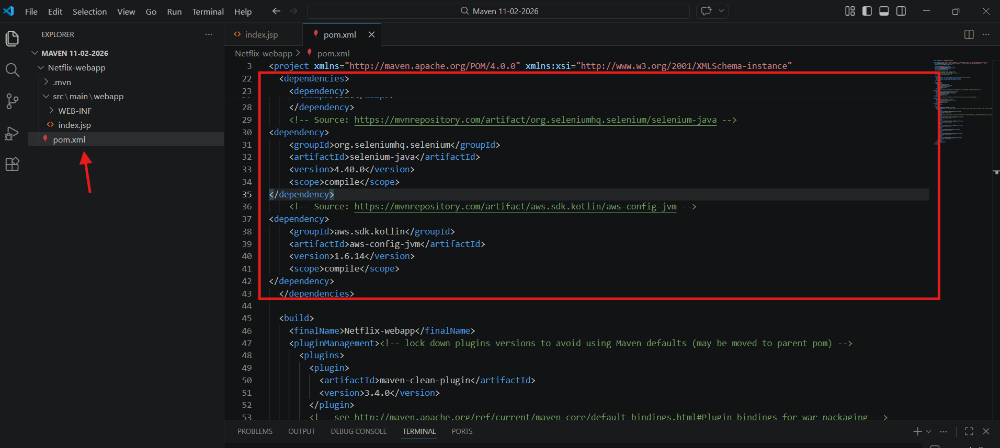 File Edit Selection View Go Run Terminal Help
Maven 11-02-2026
EXPLORER
MAVEN 11-02-2026
Netflix-webapp
.mvn
src\main\webapp
WEB-INF
index.jsp
pom.xml
index.jsp pom.xml
Netflix-webapp > pom.xml
3 <project xmlns="http://maven.apache.org/POM/4.0.0" xmlns:xsi="http://www.w3.org/2001/XMLSchema-instance"
22 <dependencies>
23 <dependency>
<scope>test</scope>
28 </dependency>
29 <!-- Source: https://mvnrepository.com/artifact/org.seleniumhq.selenium/selenium-java -->
30 <dependency>
31 <groupId>org.seleniumhq.selenium</groupId>
32 <artifactId>selenium-java</artifactId>
33 <version>4.40.0</version>
34 <scope>compile</scope>
35 </dependency>
36 <!-- Source: https://mvnrepository.com/artifact/aws.sdk.kotlin/aws-config-jvm -->
37 <dependency>
38 <groupId>aws.sdk.kotlin</groupId>
39 <artifactId>aws-config-jvm</artifactId>
40 <version>1.6.14</version>
41 <scope>compile</scope>
42 </dependency>
43 </dependencies>
44
45 <build>
46 <finalName>Netflix-webapp</finalName>
47 <pluginManagement><!-- lock down plugins versions to avoid using Maven defaults (may be moved to parent pom) -->
48 <plugins>
49 <plugin>
50 <artifactId>maven-clean-plugin</artifactId>
51 <version>3.4.0</version>
52 </plugin>
53 <!-- see http://maven.apache.org/ref/current/maven-core/default-bindings.html#Plugin_bindings_for_war_packaging -->
PROBLEMS OUTPUT DEBUG CONSOLE TERMINAL PORTS